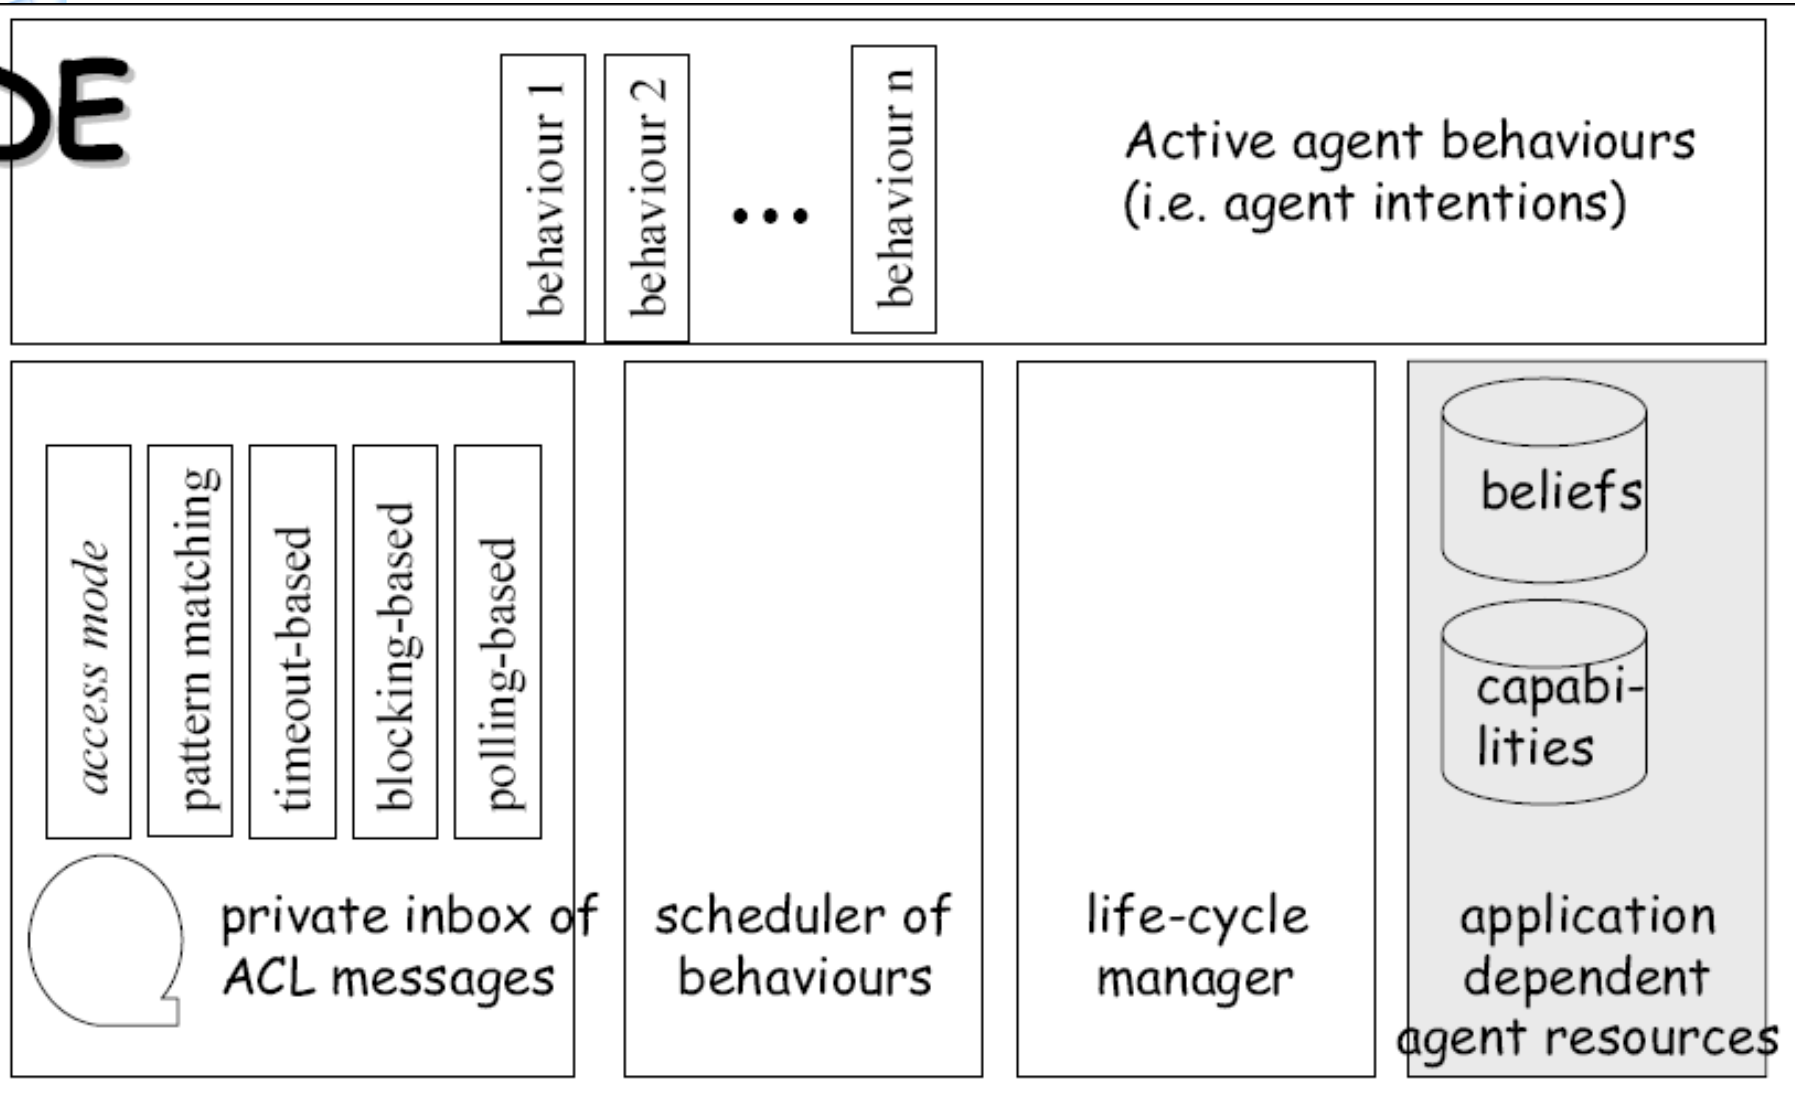 DE
behaviour 1
behaviour 2
...
behaviour n
Active agent behaviours
(i.e. agent intentions)
access mode
pattern matching
timeout-based
blocking-based
polling-based
private inbox of
ACL messages
scheduler of
behaviours
life-cycle
manager
beliefs
capabi-
lities
application
dependent
agent resources